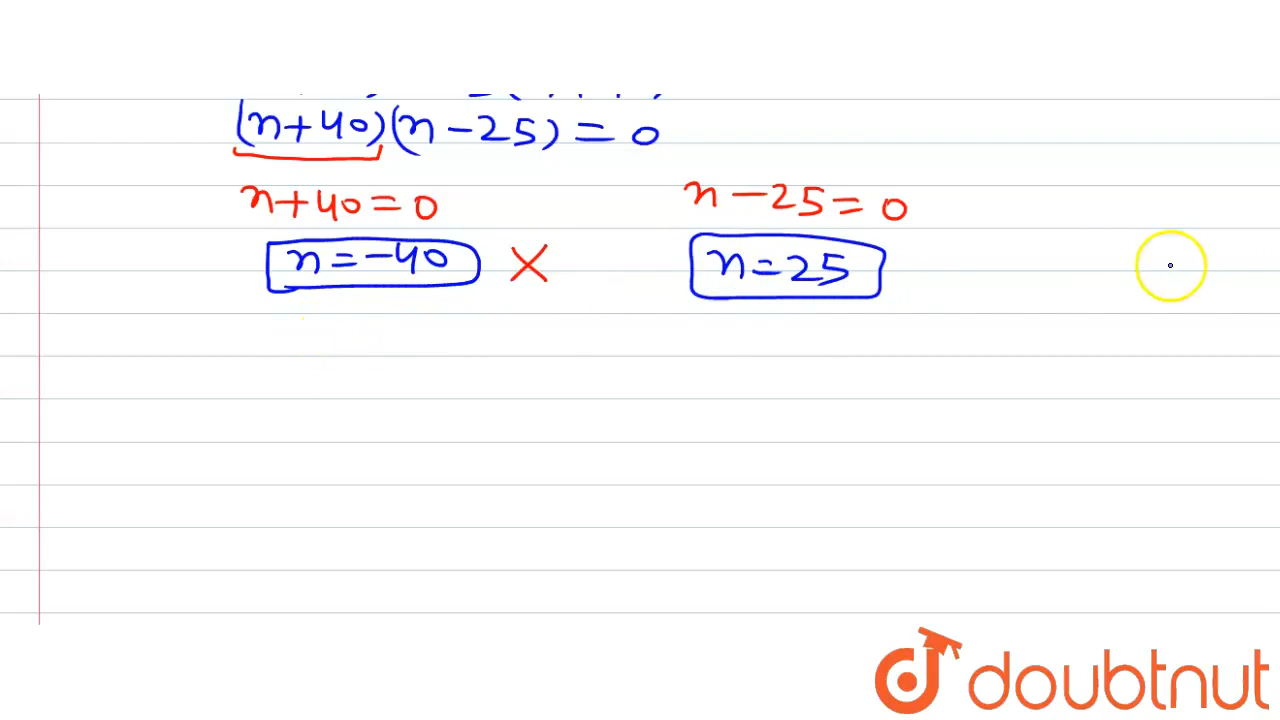 (n+40)(n-25)=0
n+40=0 n-25=0
n=-40 × n=25
doubtnut